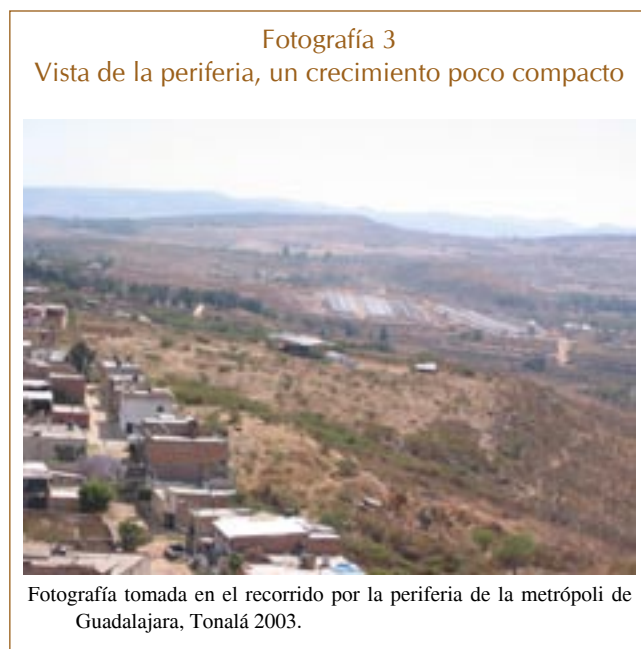 Fotografía 3
Vista de la periferia, un crecimiento poco compacto
Fotografía tomada en el recorrido por la periferia de la metrópoli de
Guadalajara, Tonalá 2003.